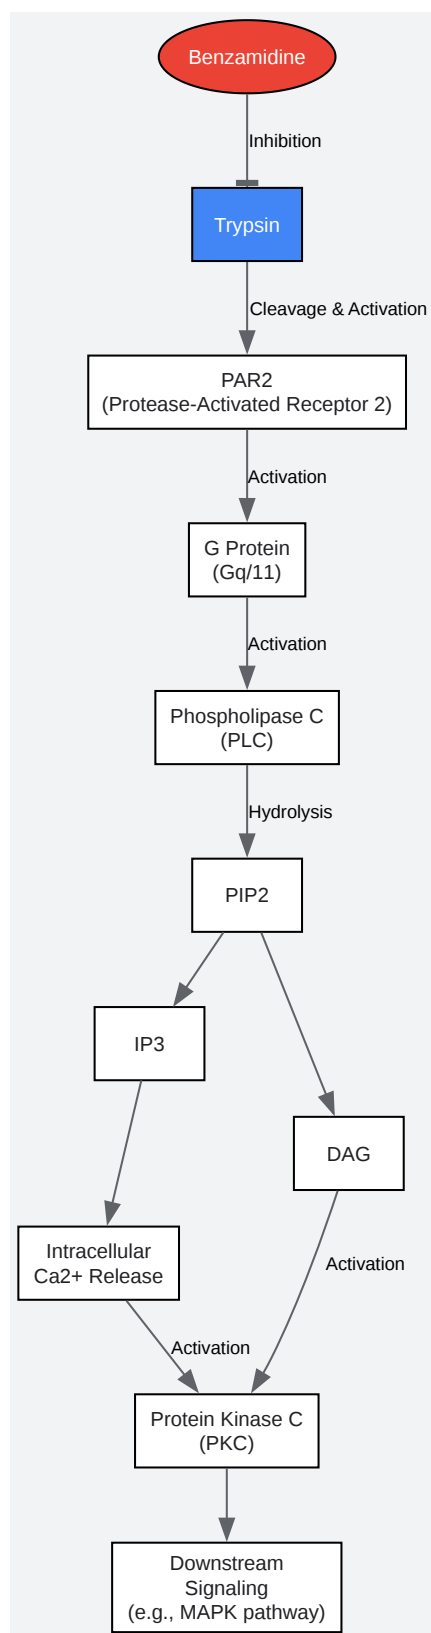 Benzamidine
Inhibition
Trypsin
Cleavage & Activation
PAR2
(Protease-Activated Receptor 2)
Activation
G Protein
(Gq/11)
Activation
Phospholipase C
(PLC)
Hydrolysis
PIP2
IP3
DAG
Intracellular
Ca2+ Release
Activation
Activation
Protein Kinase C
(PKC)
Downstream
Signaling
(e.g., MAPK pathway)